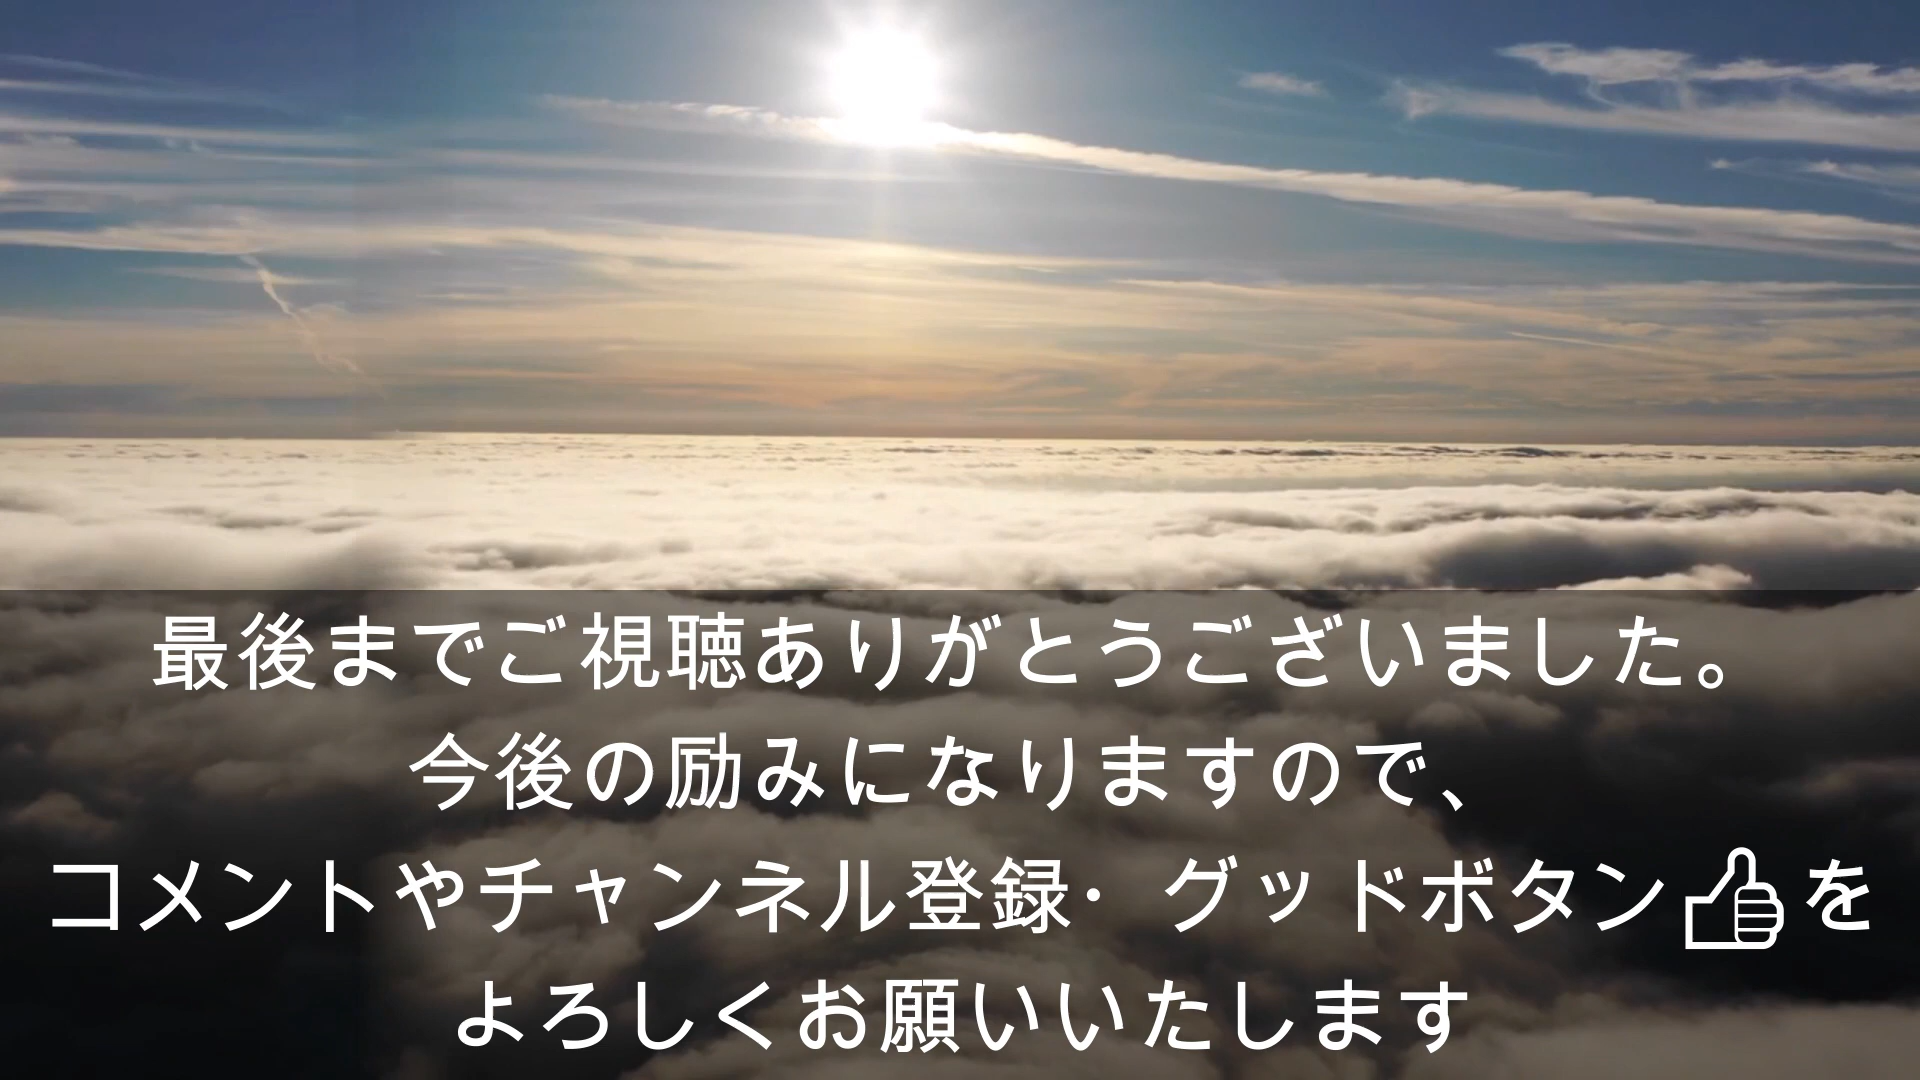 最後までご視聴ありがとうございました。
今後の励みになりますので、
コメントやチャンネル登録・グッドボタン👍を
よろしくお願いいたします